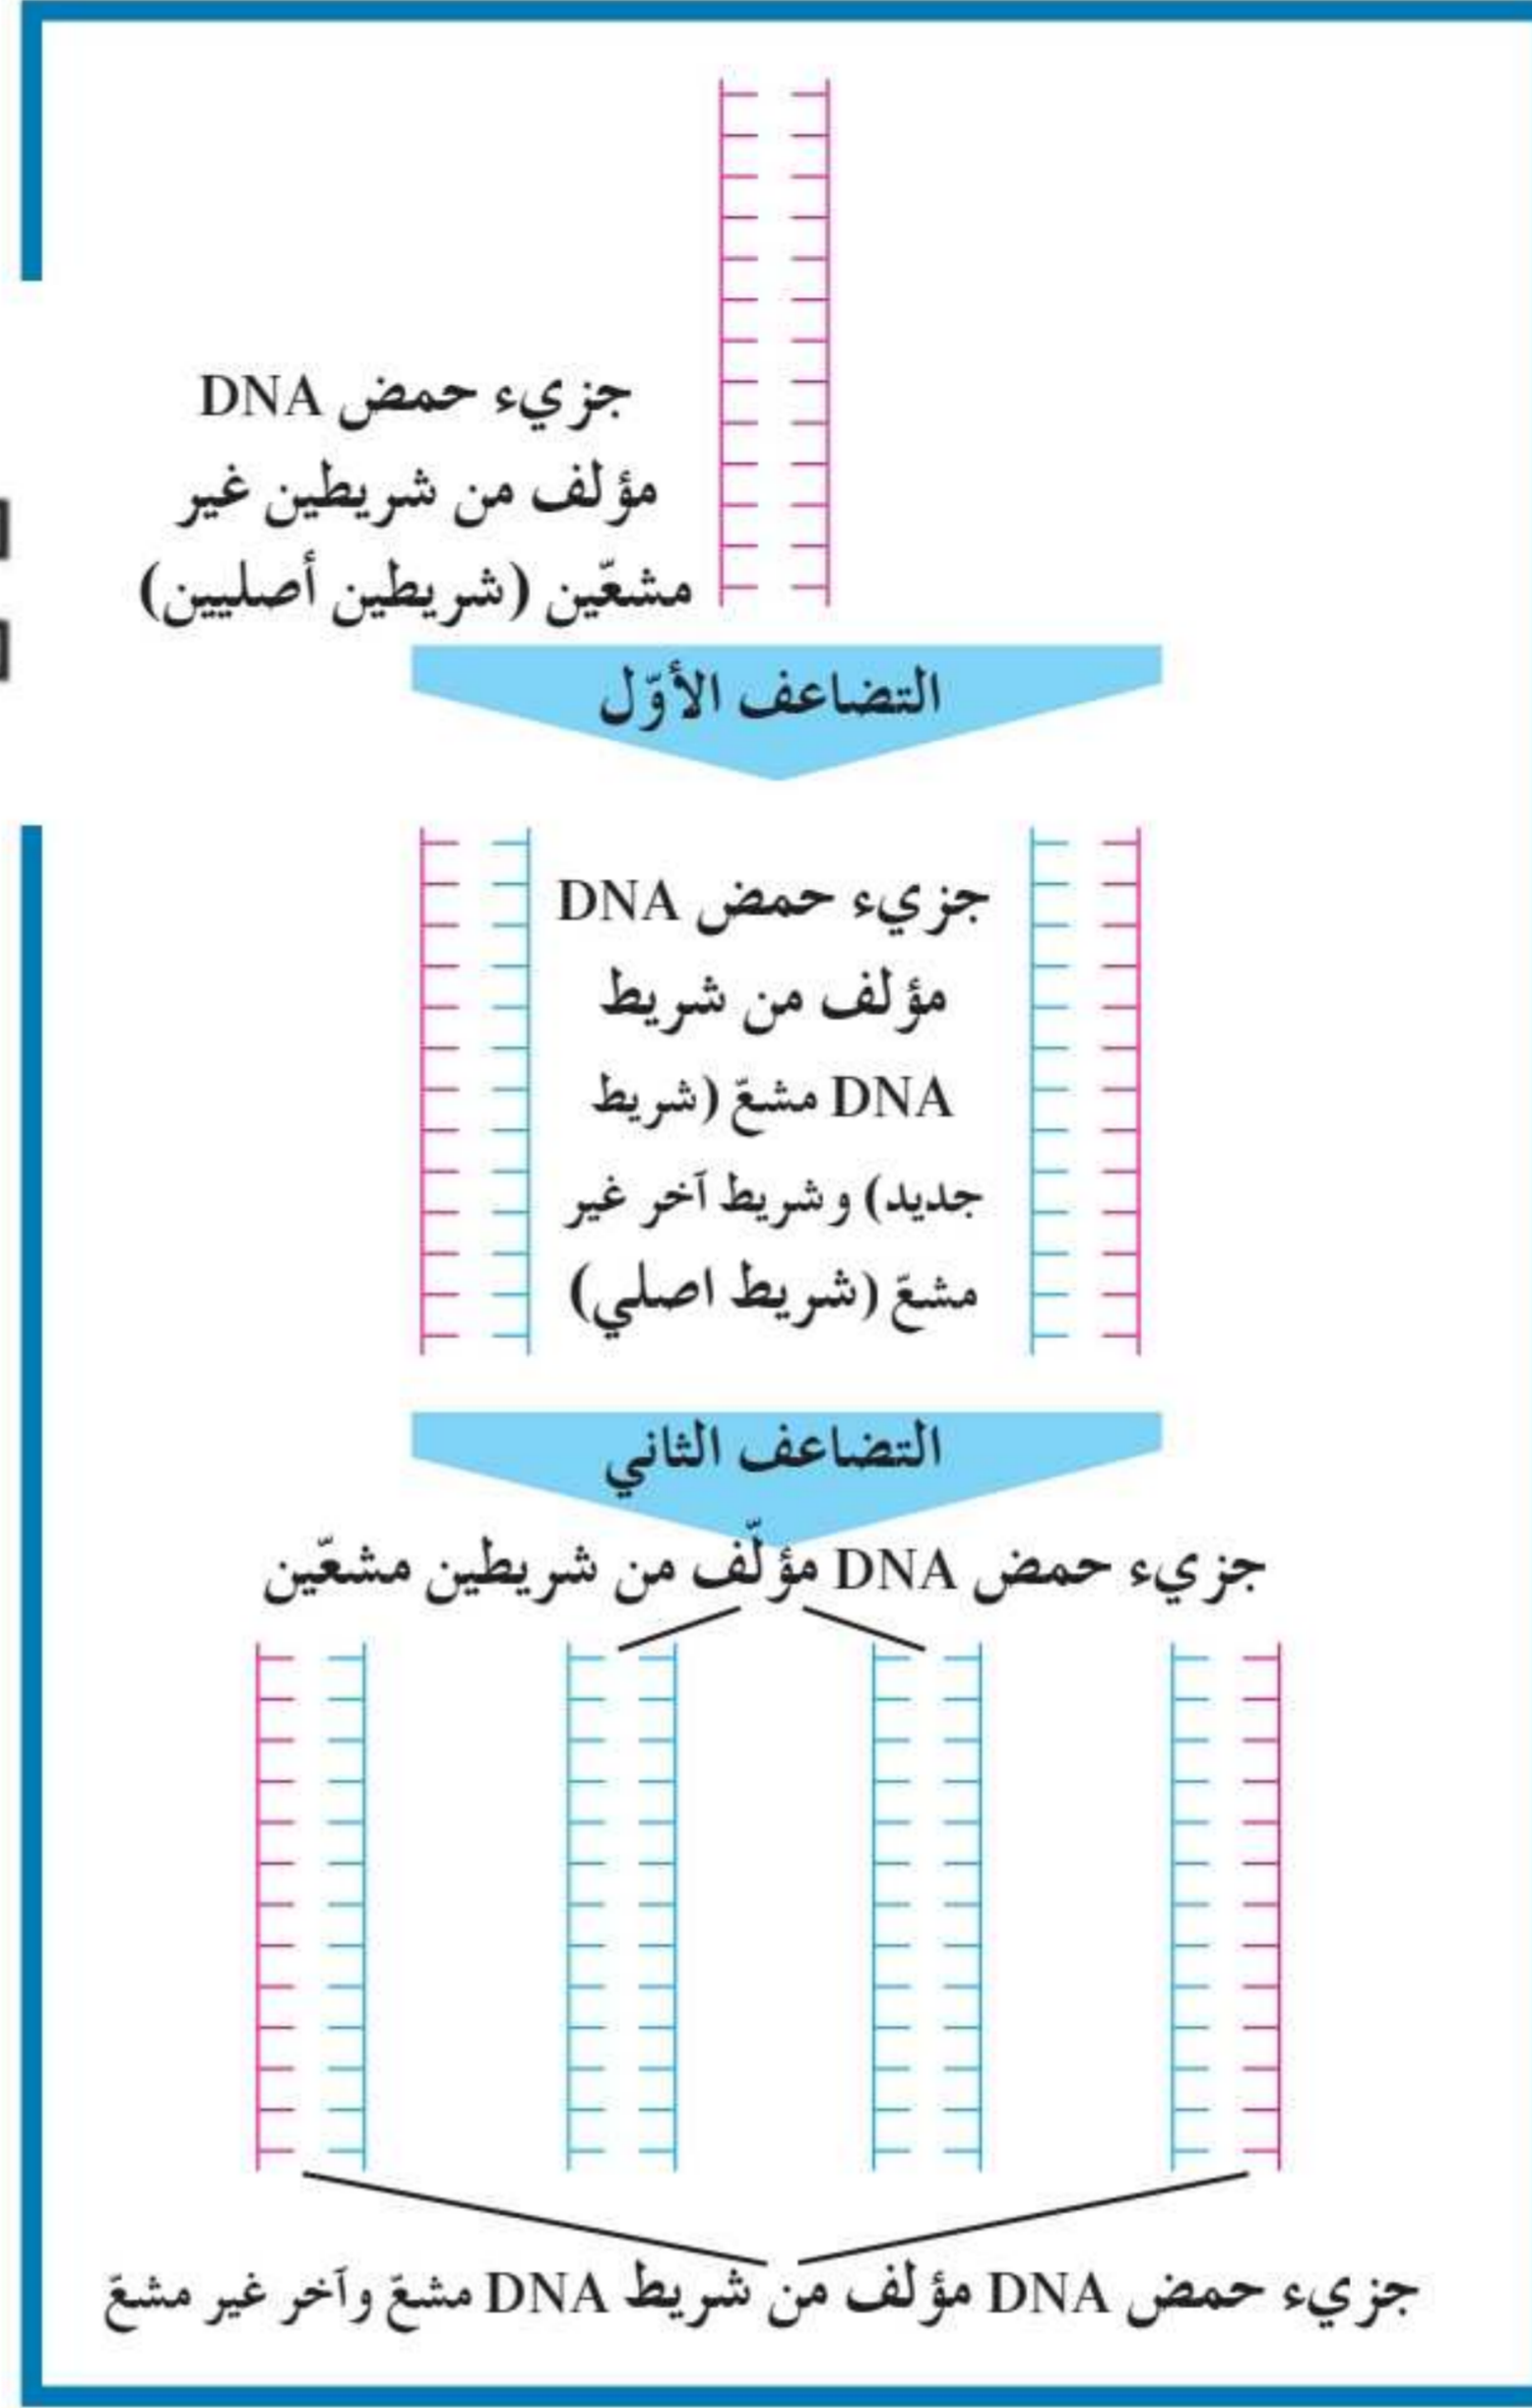 جزيء حمض DNA
مؤلف من شريطين غير
مشعّين (شريطين أصليين)
التضاعف الأوّل
جزيء حمض DNA
مؤلف من شريط
DNA مشعّ (شريط
جديد) وشريط آخر غير
مشعّ (شريط اصلي)
التضاعف الثاني
جزيء حمض DNA مؤلّف من شريطين مشعّين
جزيء حمض DNA مؤلف من شريط DNA مشعّ وآخر غير مشعّ